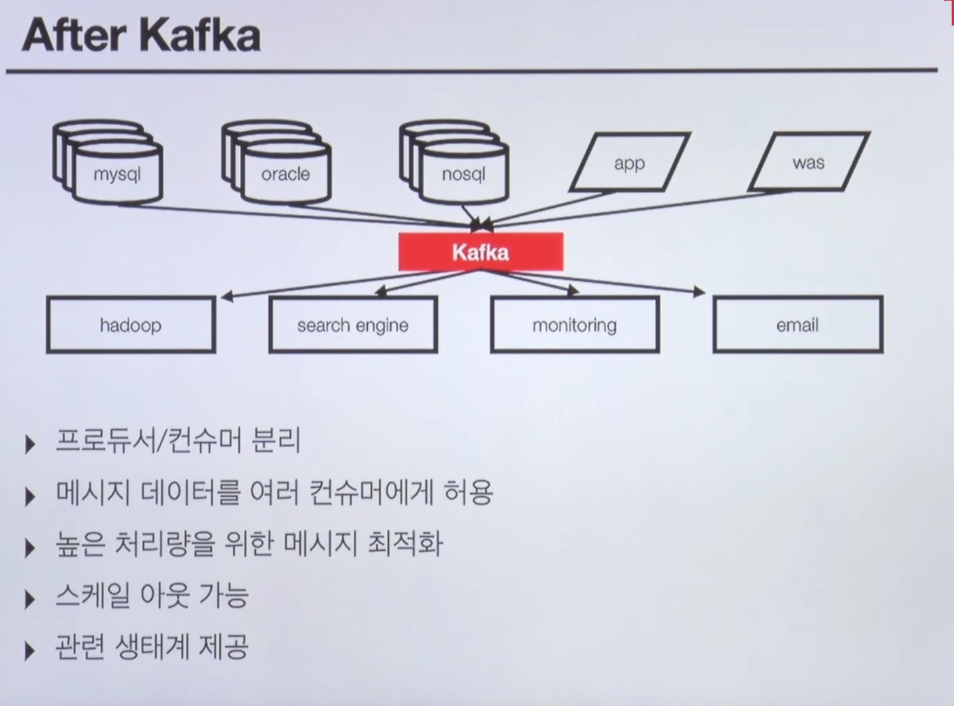 After Kafka
mysql
oracle
nosql
app
was
Kafka
hadoop
search engine
monitoring
email
프로듀서/컨슈머 분리
메시지 데이터를 여러 컨슈머에게 허용
높은 처리량을 위한 메시지 최적화
스케일 아웃 가능
관련 생태계 제공